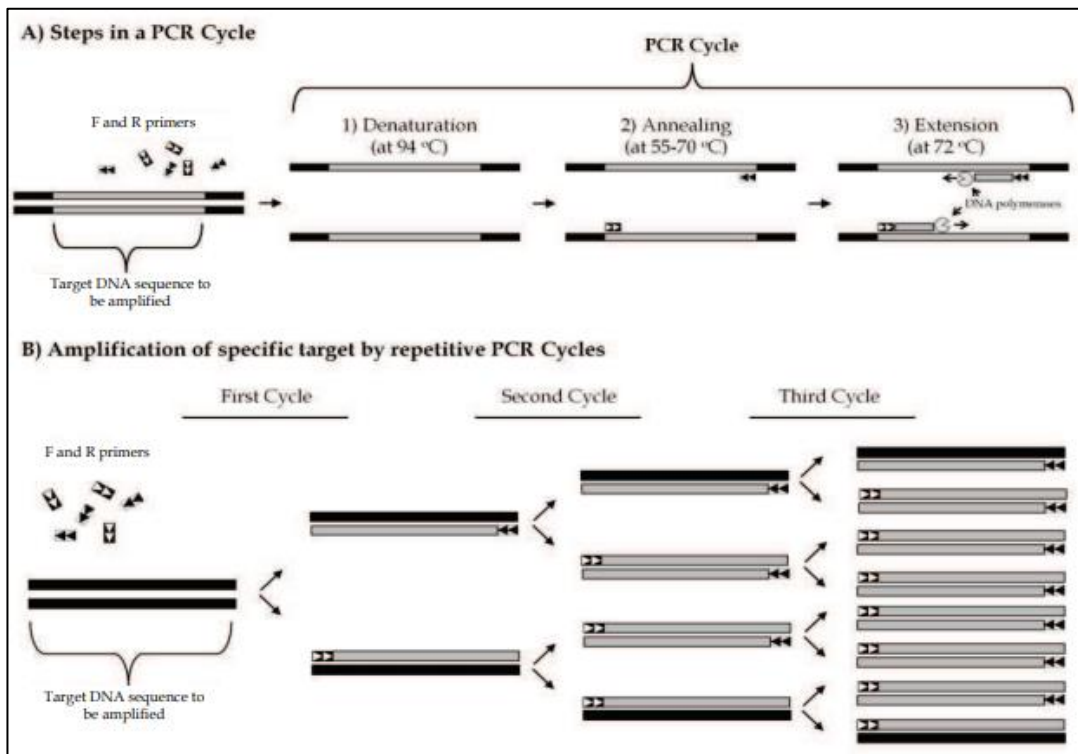 A) Steps in a PCR Cycle
PCR Cycle
F and R primers
1) Denaturation
(at 94 °C)
2) Annealing
(at 55-70 °C)
3) Extension
(at 72 °C)
DNA polymerases
Target DNA sequence to
be amplified
B) Amplification of specific target by repetitive PCR Cycles
First Cycle
Second Cycle
Third Cycle
F and R primers
Target DNA sequence to
be amplified